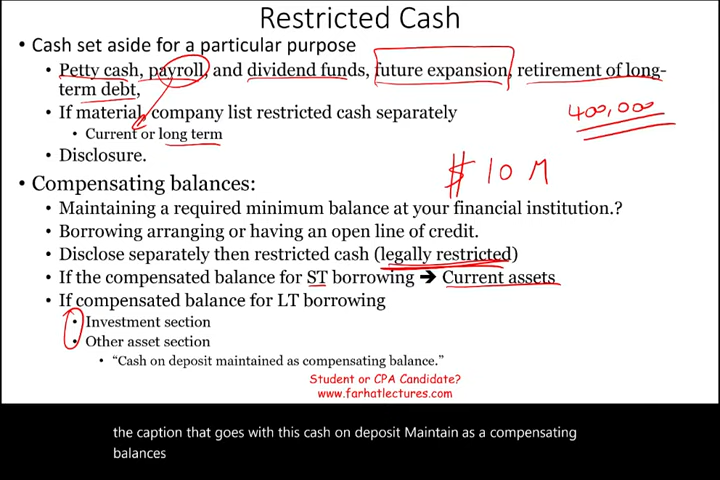 Restricted Cash
• Cash set aside for a particular purpose
• Petty cash, payroll, and dividend funds, future expansion, retirement of long-
term debt,
400,000
• If material, company list restricted cash separately
• Current or long term
• Disclosure.
$ 10 M
• Compensating balances:
• Maintaining a required minimum balance at your financial institution.?
• Borrowing arranging or having an open line of credit.
• Disclose separately then restricted cash (legally restricted)
• If the compensated balance for ST borrowing → Current assets
• If compensated balance for LT borrowing
• Investment section
• Other asset section
• “Cash on deposit maintained as compensating balance.”
Student or CPA Candidate?
www.farhatlectures.com
the caption that goes with this cash on deposit Maintain as a compensating
balances